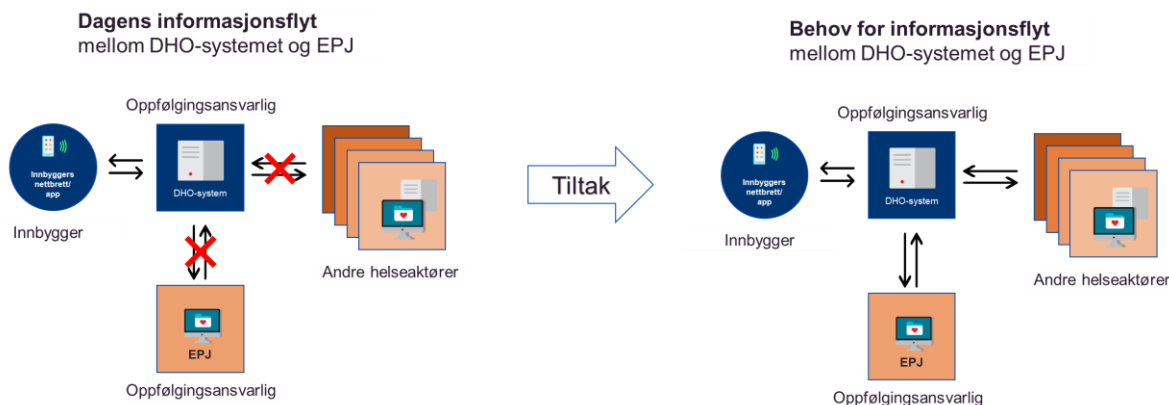 Dagens informasjonsflyt
mellom DHO-systemet og EPJ
Oppfølgingsansvarlig
Innbyggers
nettbrett/
app
DHO-system
Innbygger
EPJ
Andre helseaktører
Oppfølgingsansvarlig
Tiltak
Behov for informasjonsflyt
mellom DHO-systemet og EPJ
Oppfølgingsansvarlig
Innbyggers
nettbrett/
app
DHO-system
Innbygger
Andre helseaktører
EPJ
Oppfølgingsansvarlig